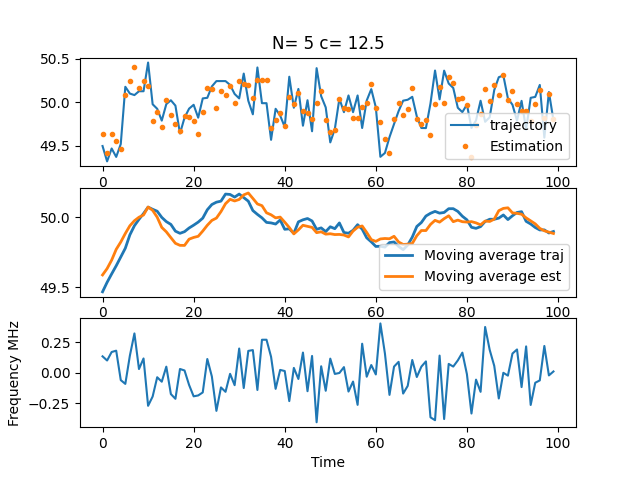 N= 5 c= 12.5
50.5
50.0
49.5
trajectory
Estimation
0 20 40 60 80 100
50.0
49.5
Moving average traj
Moving average est
0 20 40 60 80 100
Frequency MHz
0.25
0.00
−0.25
0 20 40 60 80 100
Time